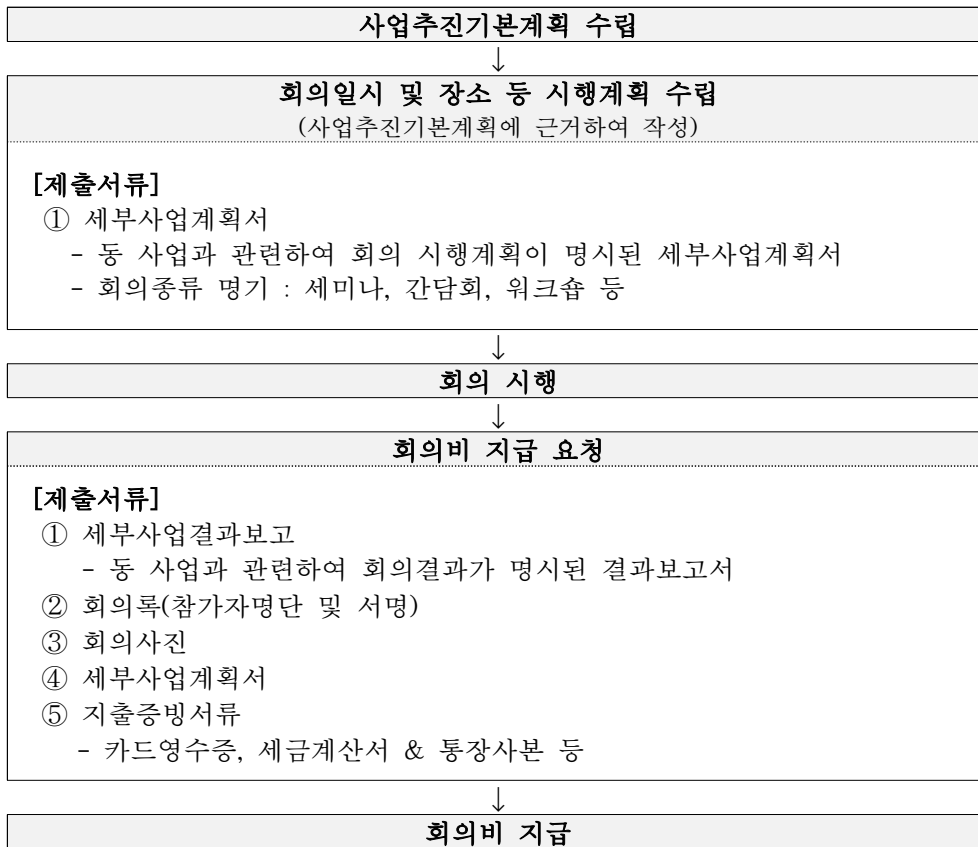 사업추진기본계획 수립
↓
회의일시 및 장소 등 시행계획 수립
(사업추진기본계획에 근거하여 작성)
[제출서류]
① 세부사업계획서
- 동 사업과 관련하여 회의 시행계획이 명시된 세부사업계획서
- 회의종류 명기 : 세미나, 간담회, 워크숍 등
↓
회의 시행
↓
회의비 지급 요청
[제출서류]
① 세부사업결과보고
- 동 사업과 관련하여 회의결과가 명시된 결과보고서
② 회의록(참가자명단 및 서명)
③ 회의사진
④ 세부사업계획서
⑤ 지출증빙서류
- 카드영수증, 세금계산서 & 통장사본 등
↓
회의비 지급